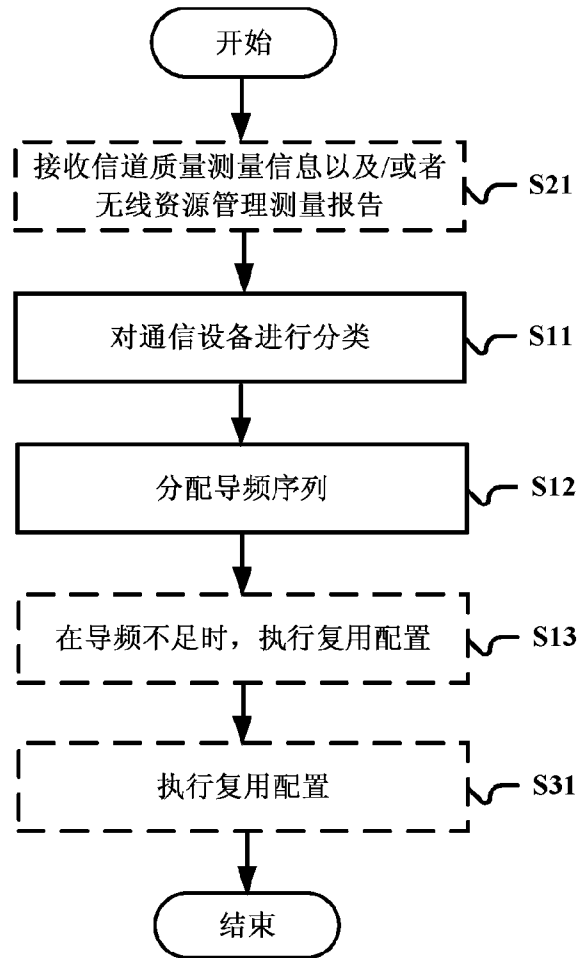 开始
接收信道质量测量信息以及/或者
无线资源管理测量报告
S21
对通信设备进行分类
S11
分配导频序列
S12
在导频不足时，执行复用配置
S13
执行复用配置
S31
结束